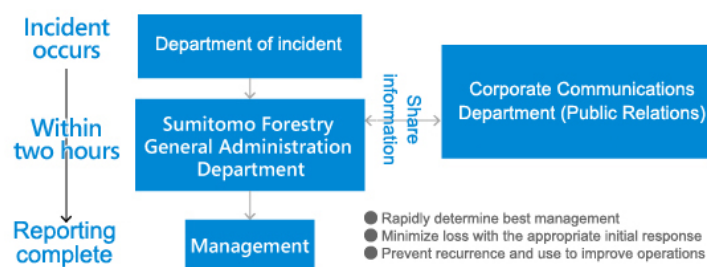 Incident
occurs
Department of incident
Within
two hours
Sumitomo Forestry
General Administration
Department
Share
information
Corporate Communications
Department (Public Relations)
Reporting
complete
Management
● Rapidly determine best management
● Minimize loss with the appropriate initial response
● Prevent recurrence and use to improve operations